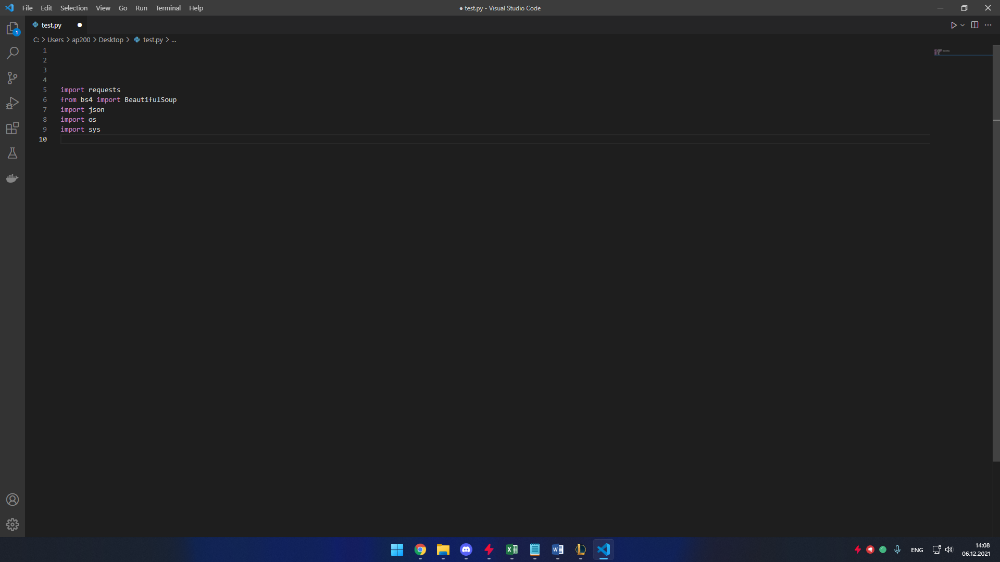 File Edit Selection View Go Run Terminal Help
● test.py - Visual Studio Code
test.py
C: > Users > ap200 > Desktop > test.py > ...
1
2
3
4
5 import requests
6 from bs4 import BeautifulSoup
7 import json
8 import os
9 import sys
10
1
ENG
14:08
06.12.2021